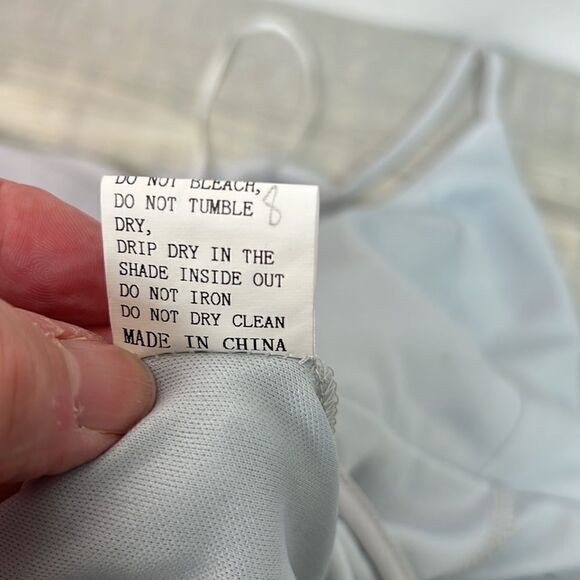 DO NOT BLEACH,
DO NOT TUMBLE 8
DRY,
DRIP DRY IN THE
SHADE INSIDE OUT
DO NOT IRON
DO NOT DRY CLEAN
MADE IN CHINA